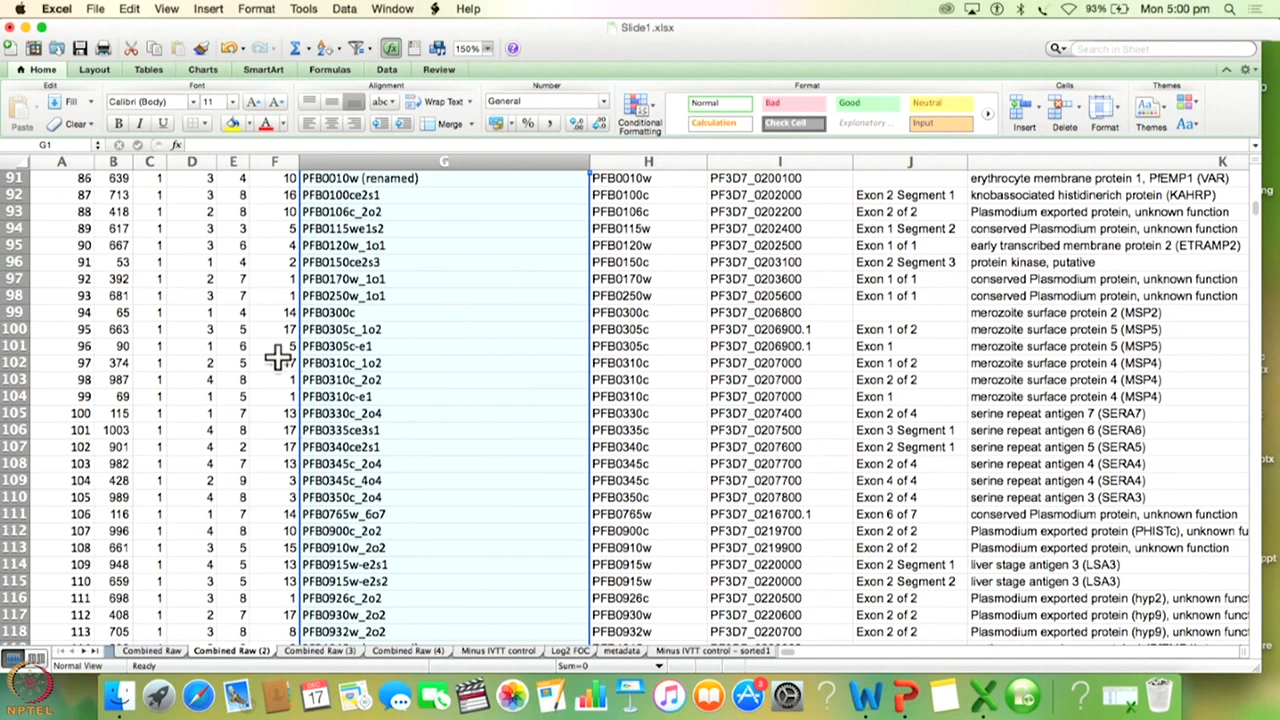 Excel File Edit View Insert Format Tools Data Window Help 93% Mon 5:00 pm
Slide1.xlsx
150% Search in Sheet
Home Layout Tables Charts SmartArt Formulas Data Review
Edit Font Alignment Number Format Cells Themes
Paste Fill Calibri (Body) 11 abc Wrap Text General Conditional Formatting Normal Bad Good Neutral Insert Delete Format Themes Aa
Clear B I U A Merge % Calculation Check Cell Explanatory ... Input
G1 fx
A B C D E F G H I J K
91 86 639 1 3 4 10 PFB0010w (renamed) PFB0010w PF3D7_0200100 erythrocyte membrane protein 1, PfEMP1 (VAR)
92 87 713 1 3 8 16 PFB0100ce2s1 PFB0100c PF3D7_0202000 Exon 2 Segment 1 knobassociated histidinerich protein (KAHRP)
93 88 418 1 2 8 10 PFB0106c_2o2 PFB0106c PF3D7_0202200 Exon 2 of 2 Plasmodium exported protein, unknown function
94 89 617 1 3 3 5 PFB0115we1s2 PFB0115w PF3D7_0202400 Exon 1 Segment 2 conserved Plasmodium protein, unknown function
95 90 667 1 3 6 4 PFB0120w_1o1 PFB0120w PF3D7_0202500 Exon 1 of 1 early transcribed membrane protein 2 (ETRAMP2)
96 91 53 1 1 4 2 PFB0150ce2s3 PFB0150c PF3D7_0203100 Exon 2 Segment 3 protein kinase, putative
97 92 392 1 2 7 1 PFB0170w_1o1 PFB0170w PF3D7_0203600 Exon 1 of 1 conserved Plasmodium protein, unknown function
98 93 681 1 3 7 1 PFB0250w_1o1 PFB0250w PF3D7_0205600 Exon 1 of 1 conserved Plasmodium protein, unknown function
99 94 65 1 1 4 14 PFB0300c PFB0300c PF3D7_0206800 merozoite surface protein 2 (MSP2)
100 95 663 1 3 5 17 PFB0305c_1o2 PFB0305c PF3D7_0206900.1 Exon 1 of 2 merozoite surface protein 5 (MSP5)
101 96 90 1 1 6 5 PFB0305c-e1 PFB0305c PF3D7_0206900.1 Exon 1 merozoite surface protein 5 (MSP5)
102 97 374 1 2 5 PFB0310c_1o2 PFB0310c PF3D7_0207000 Exon 1 of 2 merozoite surface protein 4 (MSP4)
103 98 987 1 4 8 1 PFB0310c_2o2 PFB0310c PF3D7_0207000 Exon 2 of 2 merozoite surface protein 4 (MSP4)
104 99 69 1 1 5 1 PFB0310c-e1 PFB0310c PF3D7_0207000 Exon 1 merozoite surface protein 4 (MSP4)
105 100 115 1 1 7 13 PFB0330c_2o4 PFB0330c PF3D7_0207400 Exon 2 of 4 serine repeat antigen 7 (SERA7)
106 101 1003 1 4 8 17 PFB0335ce3s1 PFB0335c PF3D7_0207500 Exon 3 Segment 1 serine repeat antigen 6 (SERA6)
107 102 901 1 4 2 17 PFB0340ce2s1 PFB0340c PF3D7_0207600 Exon 2 Segment 1 serine repeat antigen 5 (SERA5)
108 103 982 1 4 7 13 PFB0345c_2o4 PFB0345c PF3D7_0207700 Exon 2 of 4 serine repeat antigen 4 (SERA4)
109 104 428 1 2 9 3 PFB0345c_4o4 PFB0345c PF3D7_0207700 Exon 4 of 4 serine repeat antigen 4 (SERA4)
110 105 989 1 4 8 3 PFB0350c_2o4 PFB0350c PF3D7_0207800 Exon 2 of 4 serine repeat antigen 3 (SERA3)
111 106 116 1 1 7 14 PFB0765w_6o7 PFB0765w PF3D7_0216700.1 Exon 6 of 7 conserved Plasmodium protein, unknown function
112 107 996 1 4 8 10 PFB0900c_2o2 PFB0900c PF3D7_0219700 Exon 2 of 2 Plasmodium exported protein (PHISTc), unknown fu
113 108 661 1 3 5 15 PFB0910w_2o2 PFB0910w PF3D7_0219900 Exon 2 of 2 Plasmodium exported protein, unknown function
114 109 948 1 4 5 13 PFB0915w-e2s1 PFB0915w PF3D7_0220000 Exon 2 Segment 1 liver stage antigen 3 (LSA3)
115 110 659 1 3 5 13 PFB0915w-e2s2 PFB0915w PF3D7_0220000 Exon 2 Segment 2 liver stage antigen 3 (LSA3)
116 111 698 1 3 8 1 PFB0926c_2o2 PFB0926c PF3D7_0220500 Exon 2 of 2 Plasmodium exported protein (hyp2), unknown func
117 112 408 1 2 7 17 PFB0930w_2o2 PFB0930w PF3D7_0220600 Exon 2 of 2 Plasmodium exported protein (hyp9), unknown func
118 113 705 1 3 8 8 PFB0932w_2o2 PFB0932w PF3D7_0220700 Exon 2 of 2 Plasmodium exported protein (hyp9), unknown func
Combined Raw Combined Raw (2) Combined Raw (3) Combined Raw (4) Minus IVTT control Log2 FOC metadata Minus IVTT control - sorted1
Normal View Ready Sum=0
NPTEL